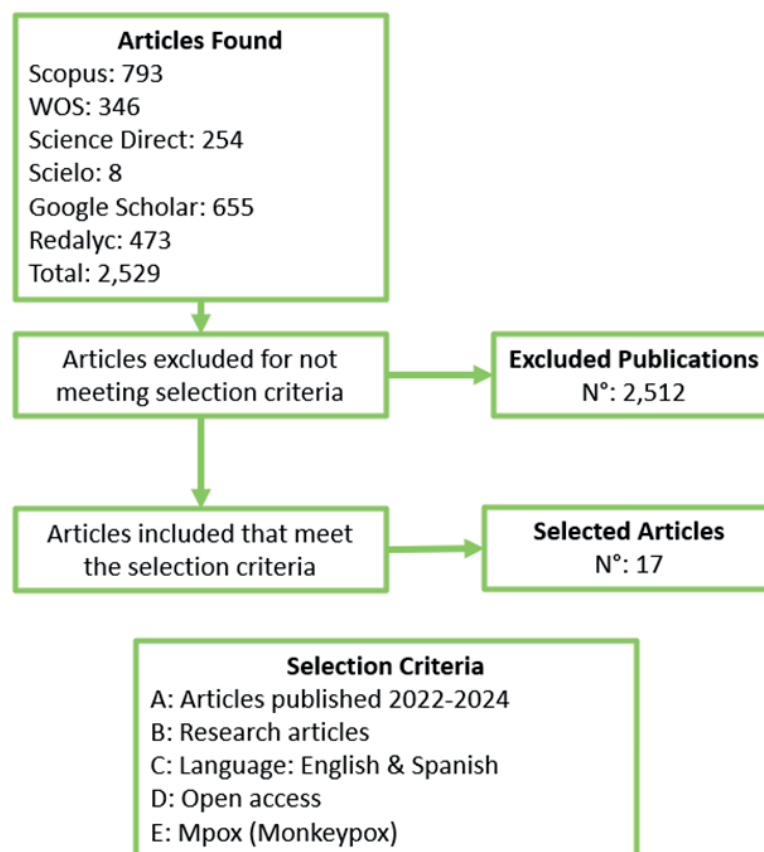 Articles Found
Scopus: 793
WOS: 346
Science Direct: 254
Scielo: 8
Google Scholar: 655
Redalyc: 473
Total: 2,529
Articles excluded for not
meeting selection criteria
Excluded Publications
N°: 2,512
Articles included that meet
the selection criteria
Selected Articles
N°: 17
Selection Criteria
A: Articles published 2022-2024
B: Research articles
C: Language: English & Spanish
D: Open access
E: Mpox (Monkeypox)